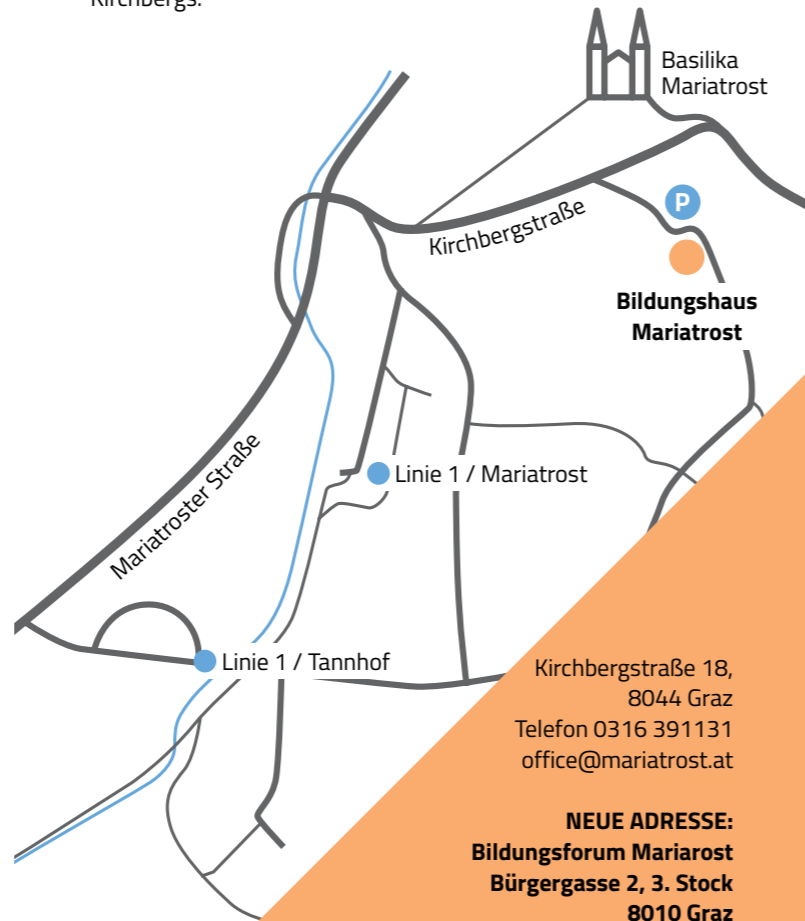 Kirchbergs.
Basilika
Mariatrost
P
Kirchbergstraße
Bildungshaus
Mariatrost
Mariatroster Straße
Linie 1 / Mariatrost
Linie 1 / Tannhof
Kirchbergstraße 18,
8044 Graz
Telefon 0316 391131
office@mariatrost.at
NEUE ADRESSE:
Bildungsforum Mariarost
Bürgergasse 2, 3. Stock
8010 Graz